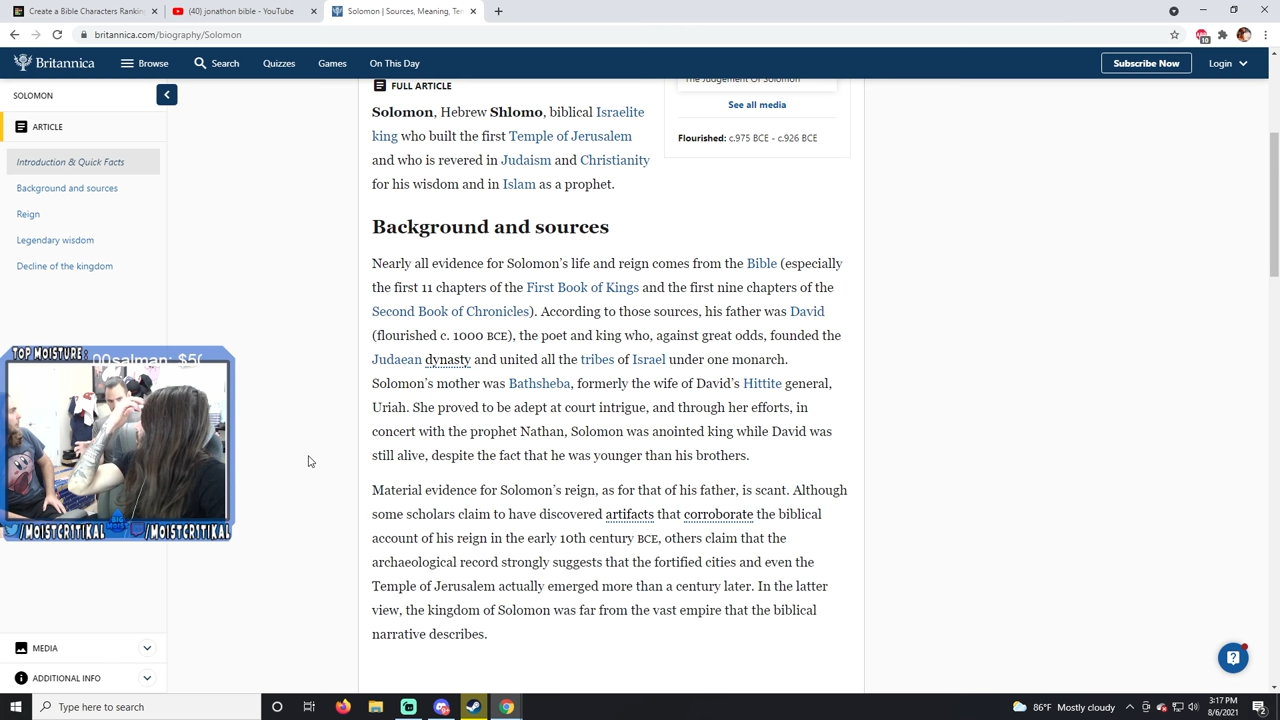 Create a Bible Characters Rankin
(40) jonathon bible - YouTube
Solomon | Sources, Meaning, Ter
britannica.com/biography/Solomon
10
Britannica
Browse
Search
Quizzes
Games
On This Day
Subscribe Now
Login
SOLOMON
ARTICLE
Introduction & Quick Facts
Background and sources
Reign
Legendary wisdom
Decline of the kingdom
MEDIA
ADDITIONAL INFO
FULL ARTICLE
The Judgement Of Solomon
See all media
Flourished: c.975 BCE - c.926 BCE
Solomon, Hebrew Shlomo, biblical Israelite
king who built the first Temple of Jerusalem
and who is revered in Judaism and Christianity
for his wisdom and in Islam as a prophet.
Background and sources
Nearly all evidence for Solomon’s life and reign comes from the Bible (especially
the first 11 chapters of the First Book of Kings and the first nine chapters of the
Second Book of Chronicles). According to those sources, his father was David
(flourished c. 1000 BCE), the poet and king who, against great odds, founded the
Judaean dynasty and united all the tribes of Israel under one monarch.
Solomon’s mother was Bathsheba, formerly the wife of David’s Hittite general,
Uriah. She proved to be adept at court intrigue, and through her efforts, in
concert with the prophet Nathan, Solomon was anointed king while David was
still alive, despite the fact that he was younger than his brothers.
Material evidence for Solomon’s reign, as for that of his father, is scant. Although
some scholars claim to have discovered artifacts that corroborate the biblical
account of his reign in the early 10th century BCE, others claim that the
archaeological record strongly suggests that the fortified cities and even the
Temple of Jerusalem actually emerged more than a century later. In the latter
view, the kingdom of Solomon was far from the vast empire that the biblical
narrative describes.
TOP MOISTURE:
00salman: $50
/MOISTCR1TIKAL
BIG MOIST
/MOISTCR1TIKAL
Type here to search
86°F Mostly cloudy
3:17 PM
8/6/2021
2